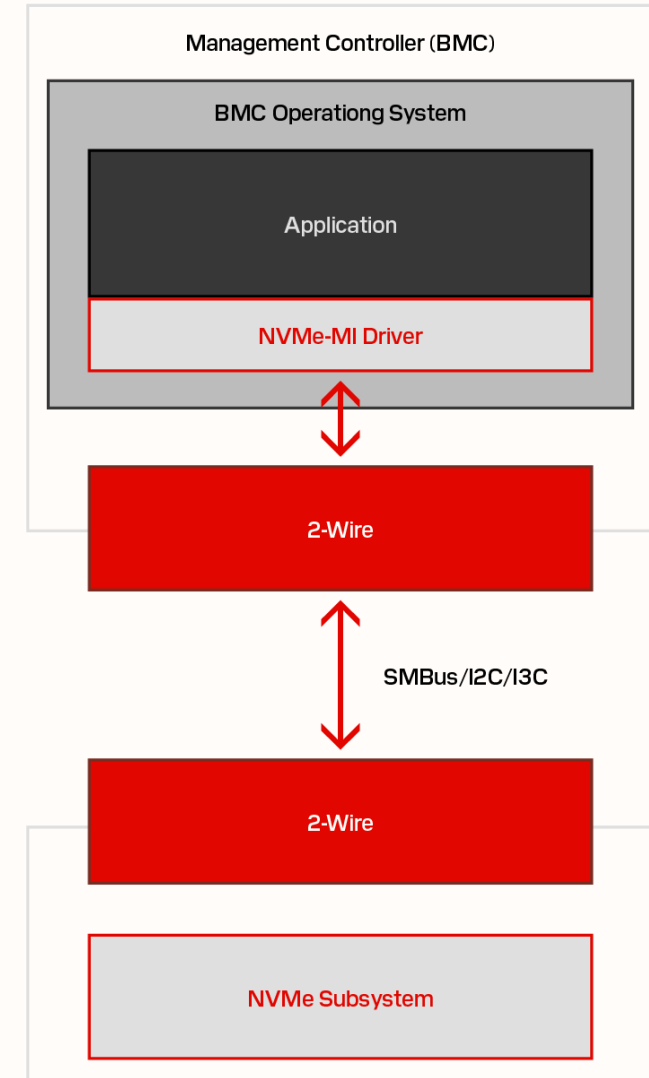 Management Controller (BMC)
BMC Operationg System
Application
NVMe-MI Driver
2-Wire
SMBus/I2C/I3C
2-Wire
NVMe Subsystem